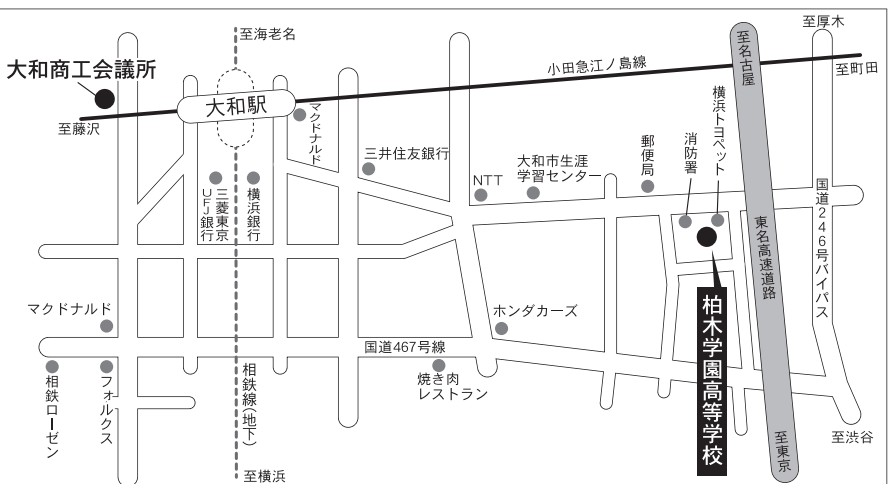 至海老名
至名古屋
至厚木
大和商工会議所
小田急江ノ島線
至町田
大和駅
至藤沢
マクドナルド
三井住友銀行
NTT
大和市生涯
学習センター
郵便局
消防署
横浜トヨペット
三菱東京
UFJ銀行
横浜銀行
国道246号バイパス
東名高速道路
マクドナルド
ホンダカーズ
柏木学園高等学校
国道467号線
相鉄ローゼン
フォルクス
相鉄線(地下)
焼き肉
レストラン
至横浜
至東京
至渋谷